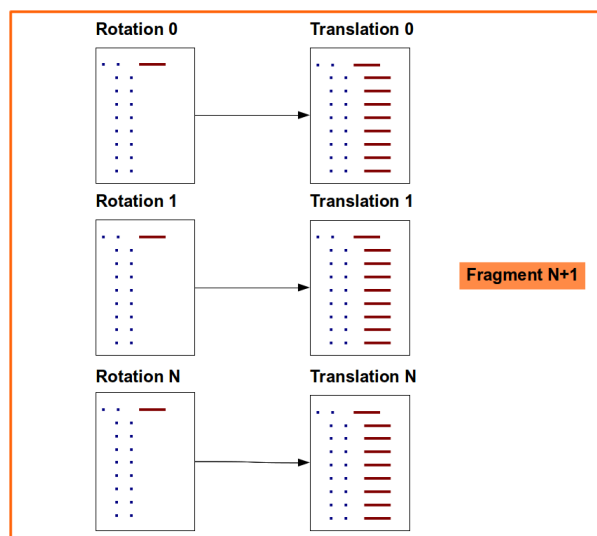 Rotation 0
Translation 0
Rotation 1
Translation 1
Fragment N+1
Rotation N
Translation N